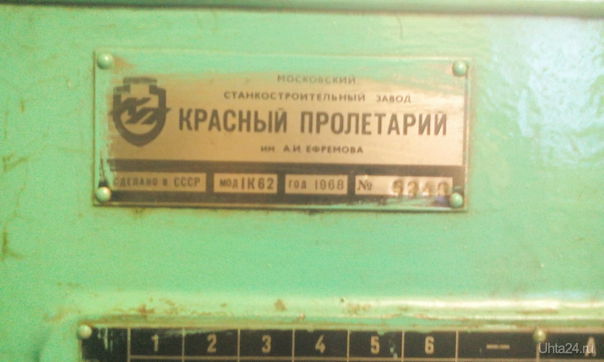 МОСКОВСКИЙ
СТАНКОСТРОИТЕЛЬНЫЙ ЗАВОД
КРАСНЫЙ ПРОЛЕТАРИЙ
ИМ. А.И. ЕФРЕМОВА
СДЕЛАНО В СССР МОД 1К62 ГОД 1968 №
1 2 3 4 5 6 —
Uhta24.ru